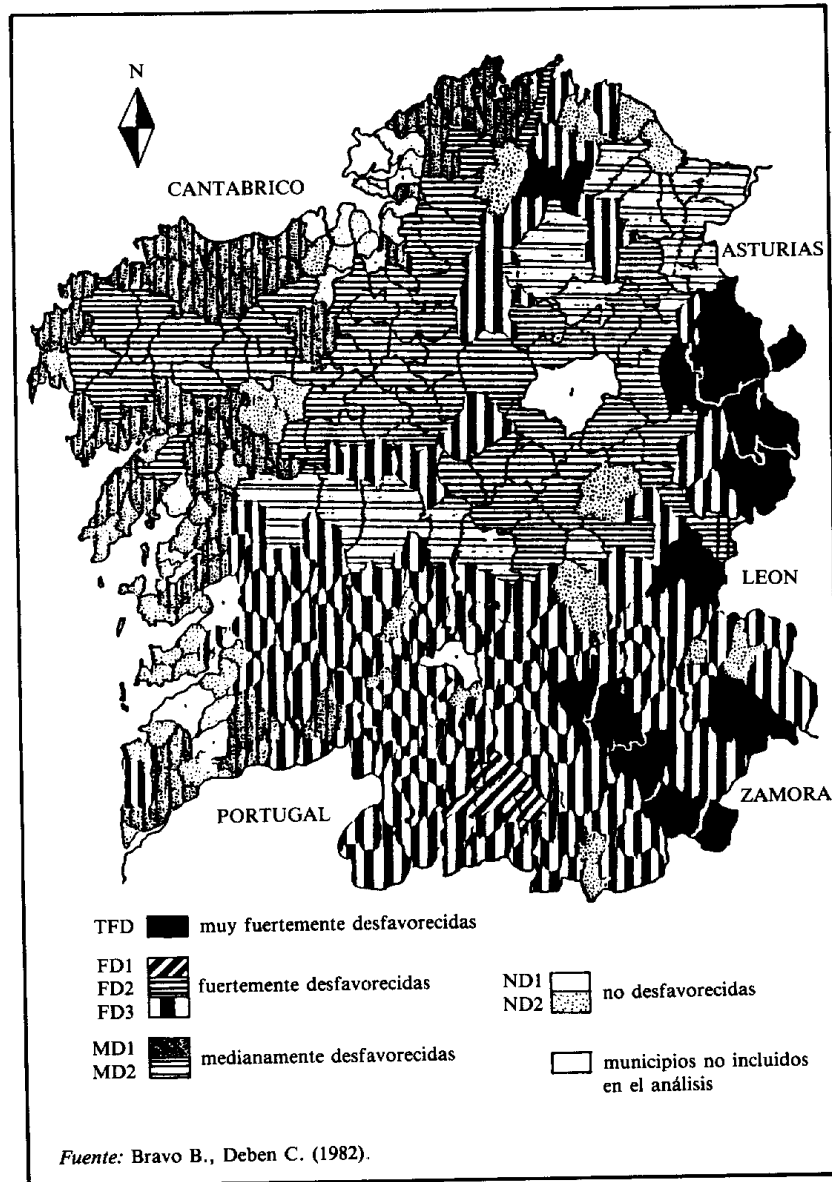 N
CANTABRICO
ASTURIAS
LEON
PORTUGAL
ZAMORA
TFD muy fuertemente desfavorecidas
FD1
FD2 fuertemente desfavorecidas
FD3
MD1
MD2 medianamente desfavorecidas
ND1
ND2 no desfavorecidas
municipios no incluidos
en el análisis
Fuente: Bravo B., Deben C. (1982).